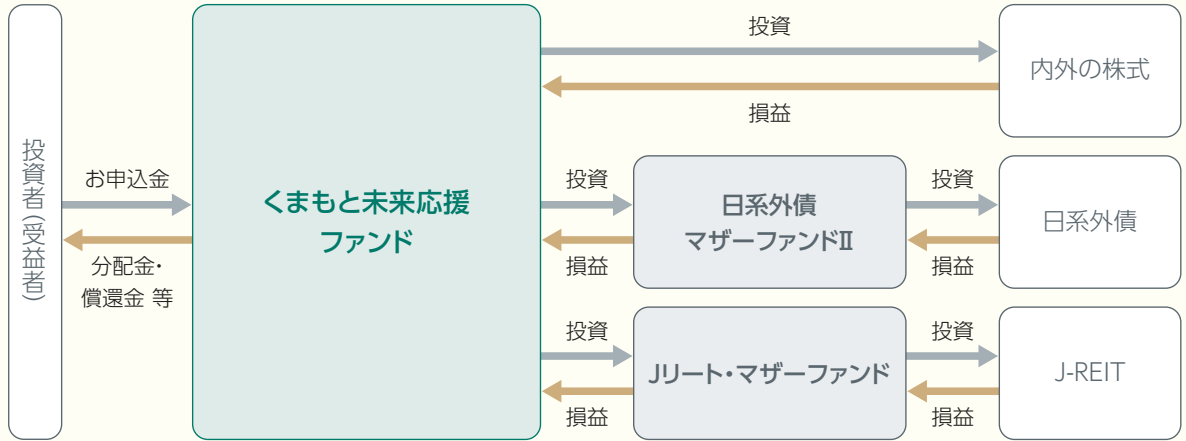 投資者(受益者)
お申込金
分配金・
償還金 等
くまもと未来応援
ファンド
投資
損益
内外の株式
投資
損益
日系外債
マザーファンドⅡ
投資
損益
日系外債
投資
損益
Jリート・マザーファンド
投資
損益
J-REIT